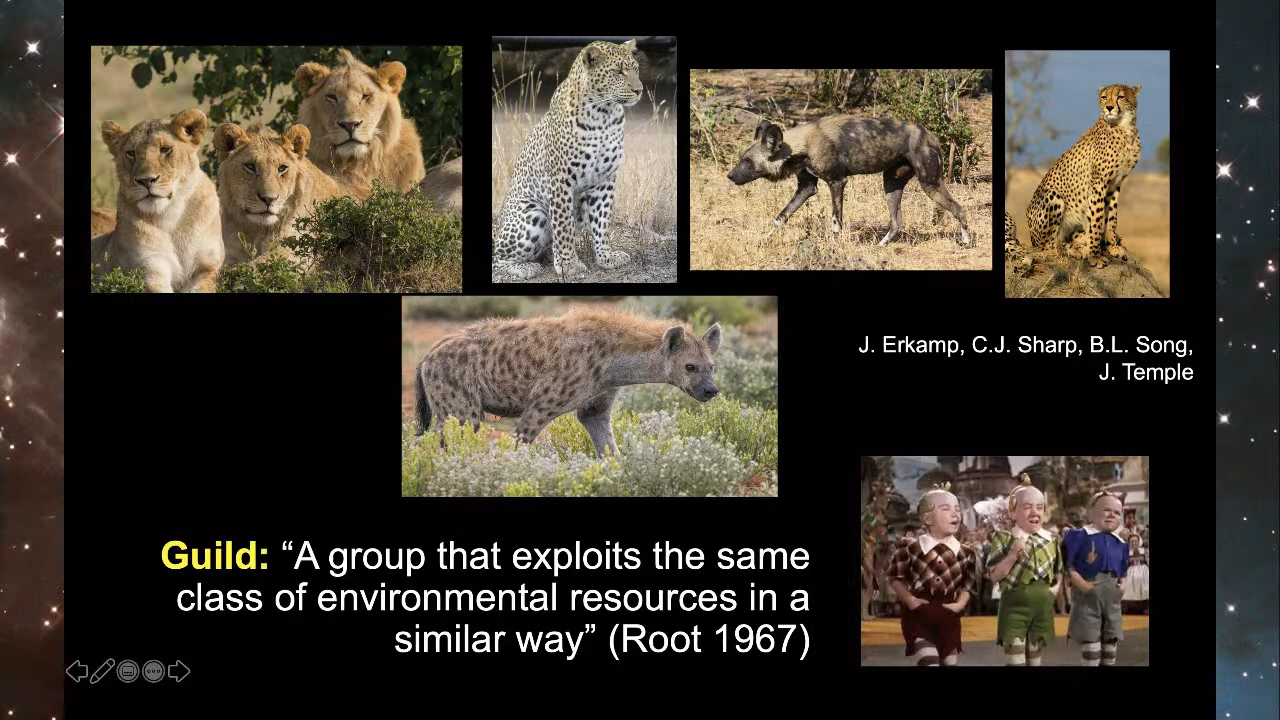 J. Erkamp, C.J. Sharp, B.L. Song,
J. Temple
Guild: “A group that exploits the same
class of environmental resources in a
similar way” (Root 1967)